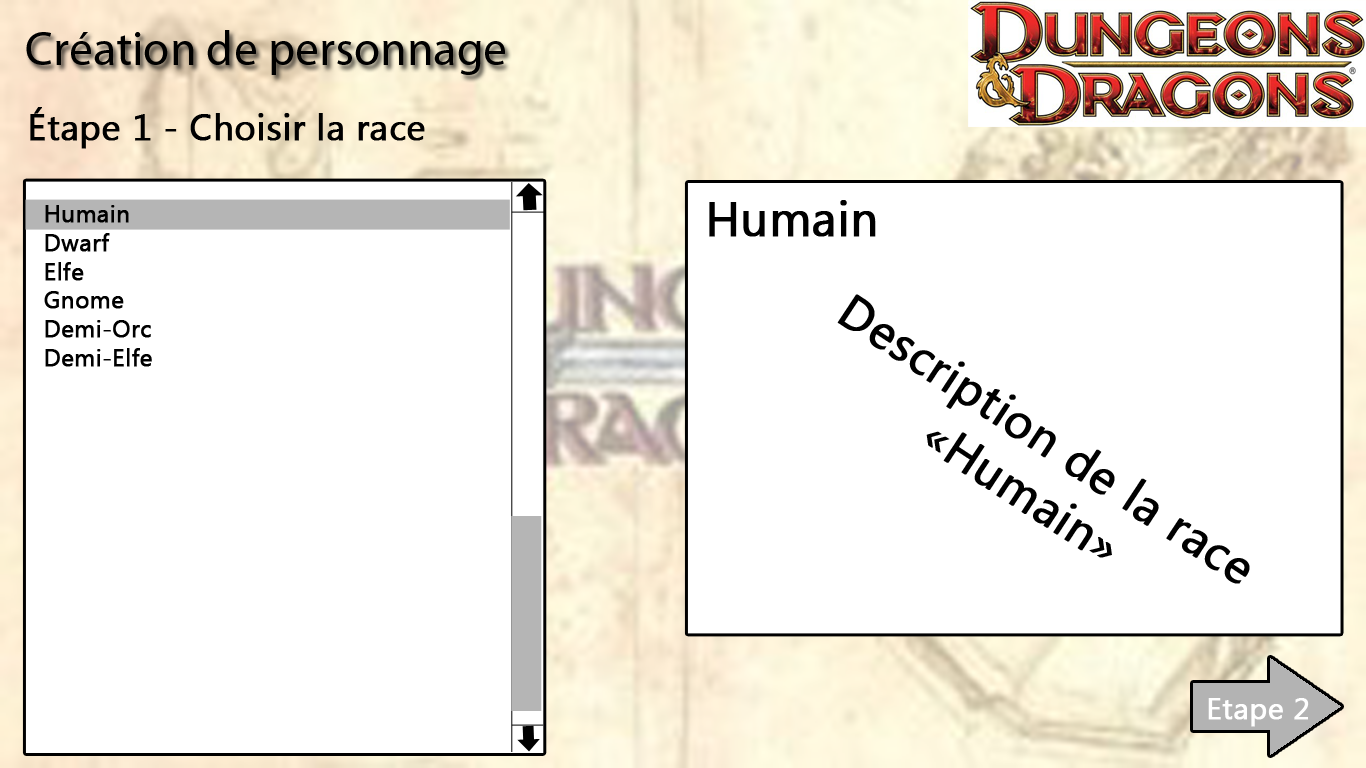 Création de personnage
DUNGEONS
& DRAGONS®
Étape 1 - Choisir la race
Humain
Dwarf
Elfe
Gnome
Demi-Orc
Demi-Elfe
Humain
Description de la race
«Humain»
Etape 2